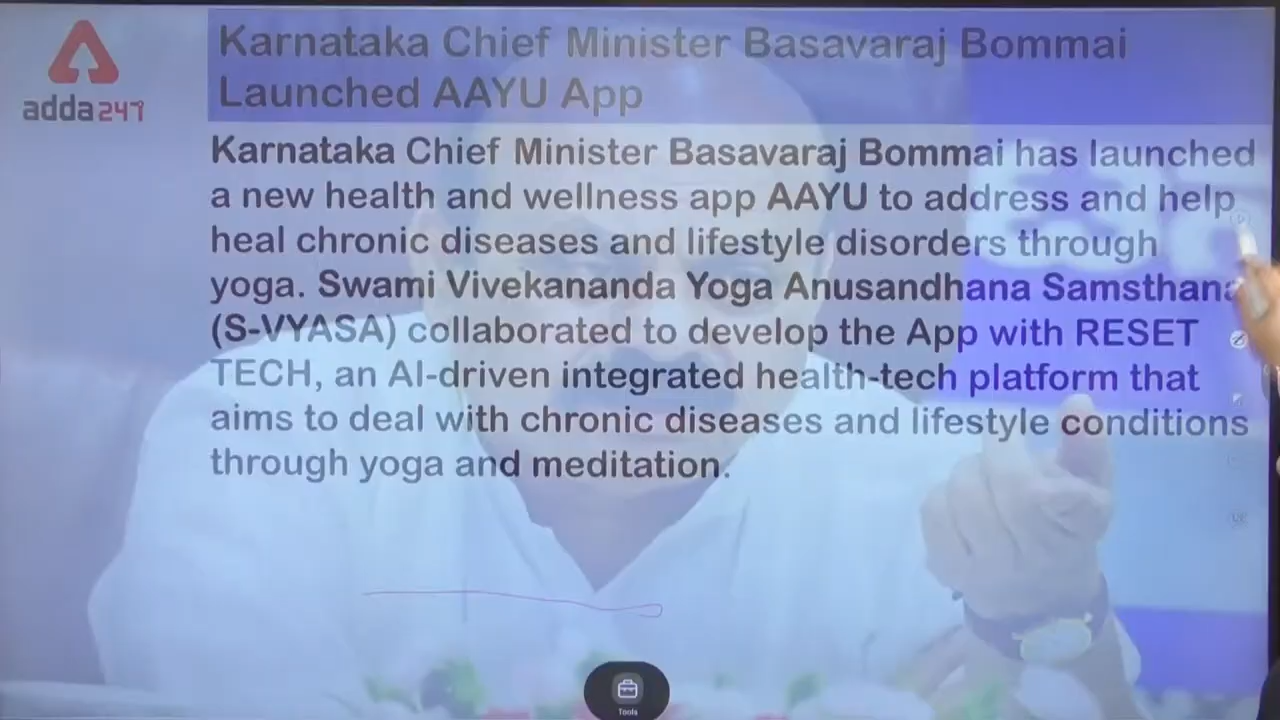 Karnataka Chief Minister Basavaraj Bommai
Launched AAYU App
adda247
Karnataka Chief Minister Basavaraj Bommai has launched
a new health and wellness app AAYU to address and help
heal chronic diseases and lifestyle disorders through
yoga. Swami Vivekananda Yoga Anusandhana Samsthana
(S-VYASA) collaborated to develop the App with RESET
TECH, an AI-driven integrated health-tech platform that
aims to deal with chronic diseases and lifestyle conditions
through yoga and meditation.
Tools